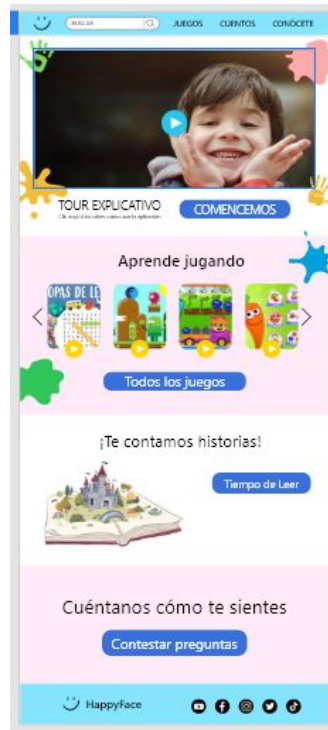 BUSCAR
JUEGOS CUENTOS CONÓCETE
TOUR EXPLICATIVO
COMENCEMOS
Aprende jugando
OPAS DE LE
Todos los juegos
¡Te contamos historias!
Tiempo de Leer
Cuéntanos cómo te sientes
Contestar preguntas
HappyFace